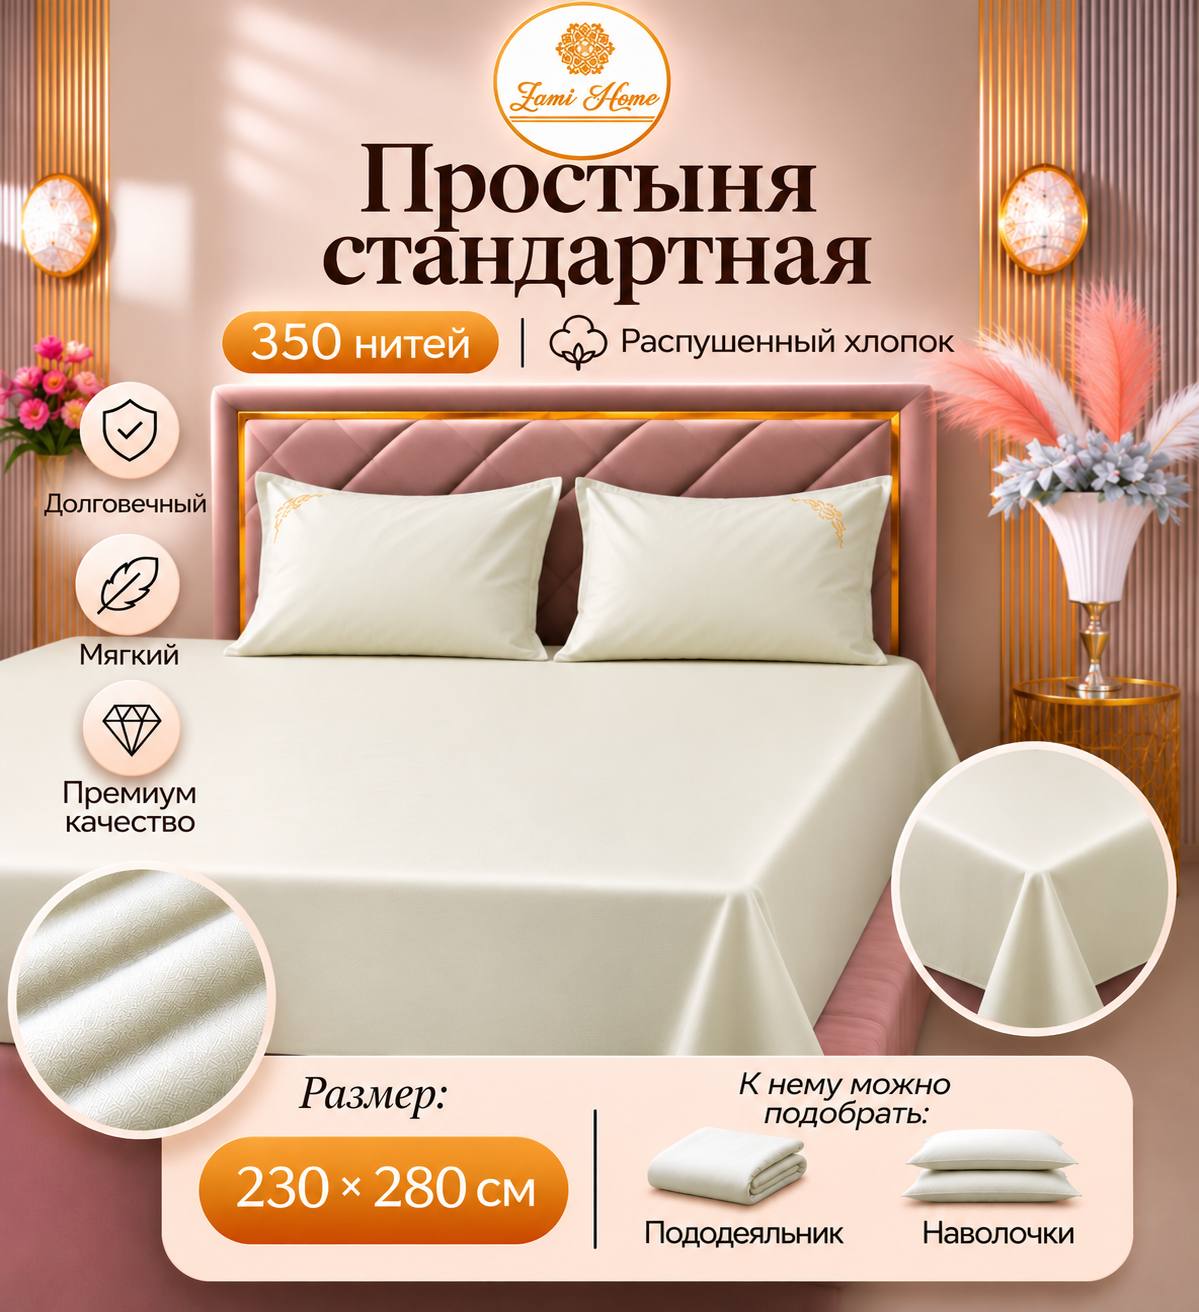 Zami Home
Простыня
стандартная
350 нитей
Распушенный хлопок
Долговечный
Мягкий
Премиум
качество
Размер:
230 × 280 см
К нему можно
подобрать:
Пододеяльник
Наволочки